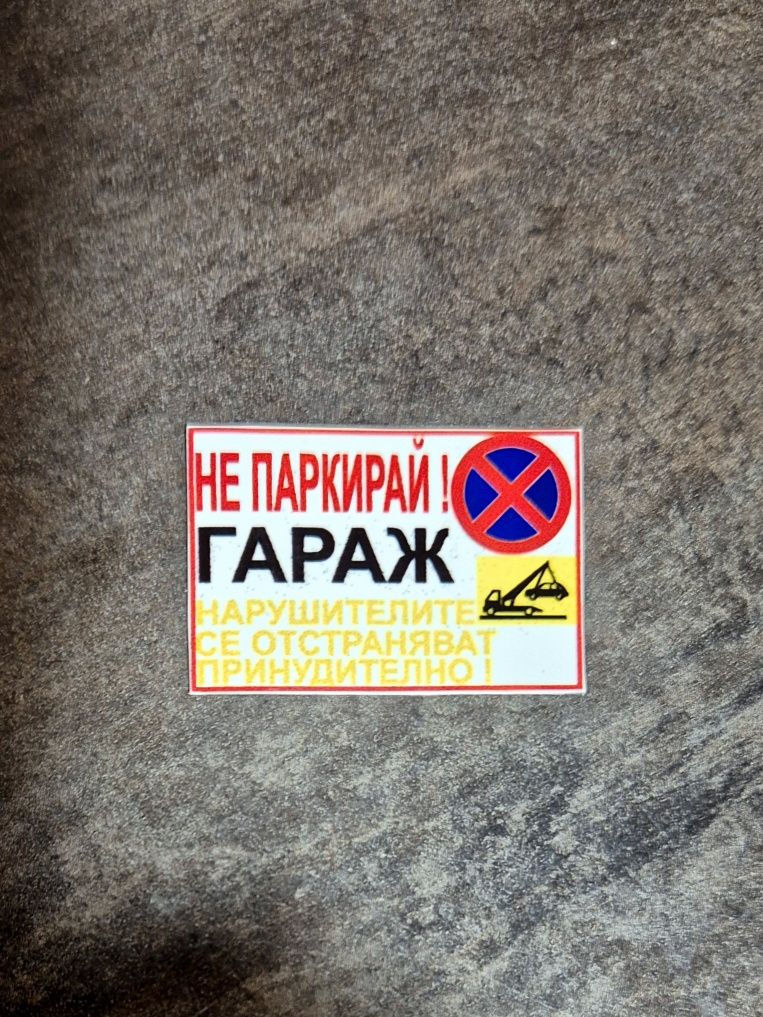 НЕ ПАРКИРАЙ !
ГАРАЖ
НАРУШИТЕЛИТЕ
СЕ ОТСТРАНЯВАТ
ПРИНУДИТЕЛНО !